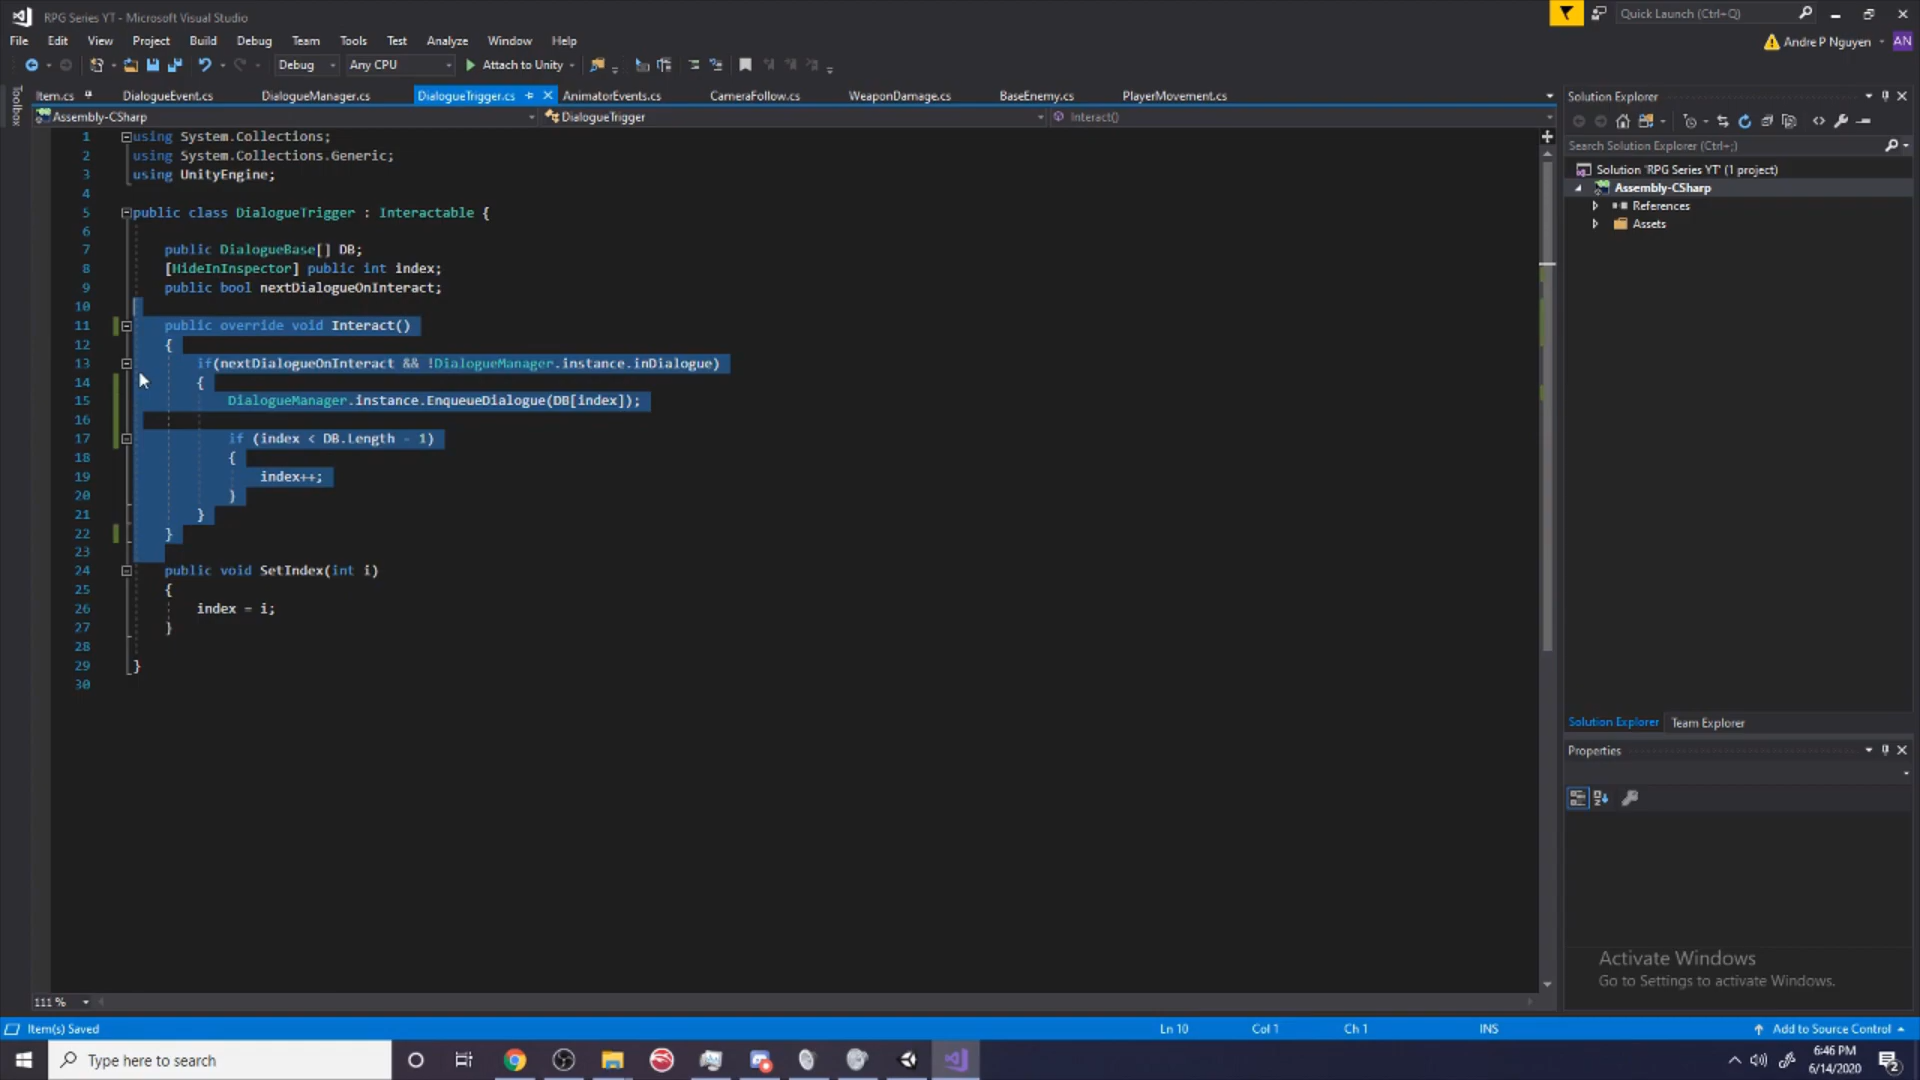 RPG Series YT - Microsoft Visual Studio
Quick Launch (Ctrl+Q)
File Edit View Project Build Debug Team Tools Test Analyze Window Help
Andre P Nguyen AN
Debug Any CPU Attach to Unity
Toolbox
Item.cs DialogueEvent.cs DialogueManager.cs DialogueTrigger.cs AnimatorEvents.cs CameraFollow.cs WeaponDamage.cs BaseEnemy.cs PlayerMovement.cs
Assembly-CSharp DialogueTrigger Interact()
1 using System.Collections;
2 using System.Collections.Generic;
3 using UnityEngine;
4
5 public class DialogueTrigger : Interactable {
6
7 public DialogueBase[] DB;
8 [HideInInspector] public int index;
9 public bool nextDialogueOnInteract;
10
11 public override void Interact()
12 {
13 if(nextDialogueOnInteract && !DialogueManager.instance.inDialogue)
14 {
15 DialogueManager.instance.EnqueueDialogue(DB[index]);
16
17 if (index < DB.Length - 1)
18 {
19 index++;
20 }
21 }
22 }
23
24 public void SetIndex(int i)
25 {
26 index = i;
27 }
28
29 }
30
111 %
Solution Explorer
Search Solution Explorer (Ctrl+;)
Solution 'RPG Series YT' (1 project)
Assembly-CSharp
References
Assets
Solution Explorer Team Explorer
Properties
Activate Windows
Go to Settings to activate Windows.
Item(s) Saved Ln 10 Col 1 Ch 1 INS Add to Source Control
Type here to search
6:46 PM
6/14/2020
2